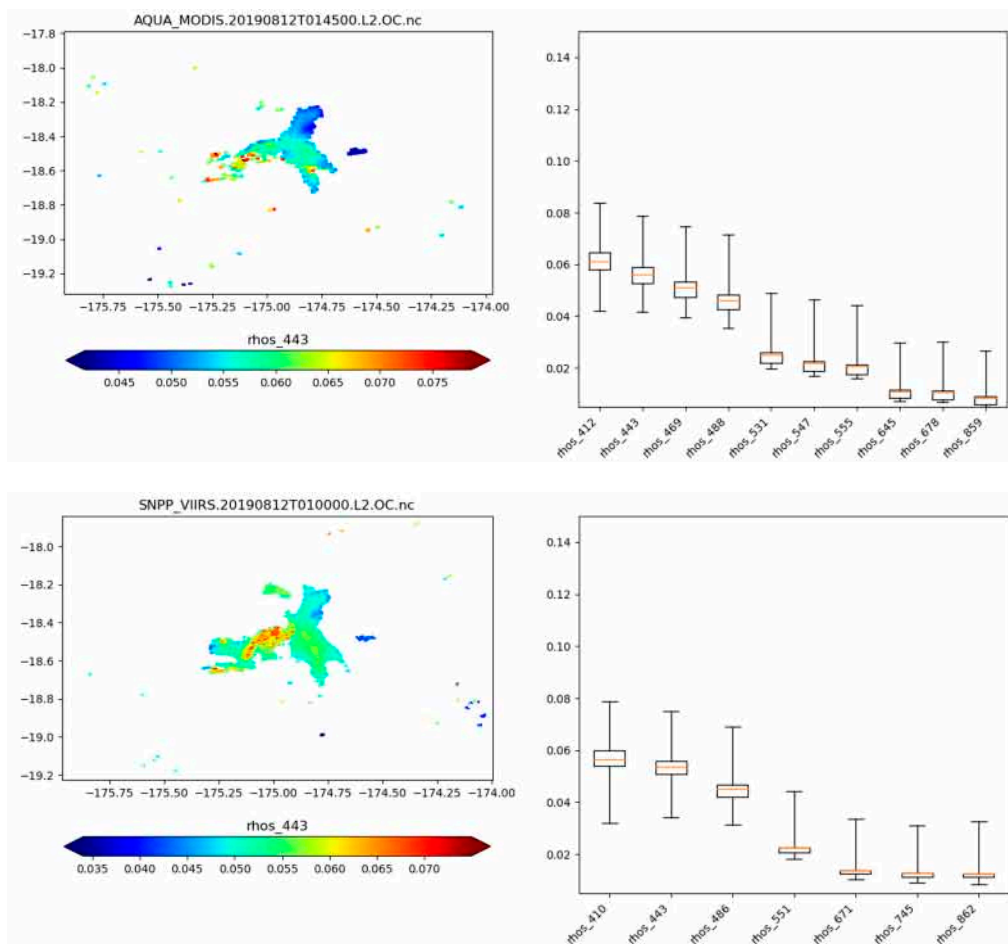 AQUA_MODIS.20190812T014500.L2.OC.nc
−17.8
−18.0
−18.2
−18.4
−18.6
−18.8
−19.0
−19.2
−175.75 −175.50 −175.25 −175.00 −174.75 −174.50 −174.25 −174.00
rhos_443
0.045 0.050 0.055 0.060 0.065 0.070 0.075
0.14
0.12
0.10
0.08
0.06
0.04
0.02
rhos_412 rhos_443 rhos_469 rhos_488 rhos_531 rhos_547 rhos_555 rhos_645 rhos_678 rhos_859
SNPP_VIIRS.20190812T010000.L2.OC.nc
−18.0
−18.2
−18.4
−18.6
−18.8
−19.0
−19.2
−175.75 −175.50 −175.25 −175.00 −174.75 −174.50 −174.25 −174.00
rhos_443
0.035 0.040 0.045 0.050 0.055 0.060 0.065 0.070
0.14
0.12
0.10
0.08
0.06
0.04
0.02
rhos_410 rhos_443 rhos_486 rhos_551 rhos_671 rhos_745 rhos_862